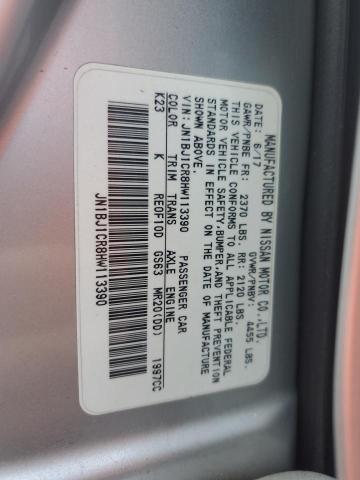 MANUFACTURED BY NISSAN MOTOR CO.,LTD.
DATE: 6/17 GVWR/PNBV: 4455 LBS.
GAWR/PNBE FR: 2370 LBS. RR: 2120 LBS.
THIS VEHICLE CONFORMS TO ALL APPLICABLE FEDERAL
MOTOR VEHICLE SAFETY,BUMPER,AND THEFT PREVENTION
STANDARDS IN EFFECT ON THE DATE OF MANUFACTURE
SHOWN ABOVE.
VIN: JN1BJ1CR8HW113390 PASSENGER CAR
COLOR TRIM TRANS AXLE ENGINE
K23 K RE0F10D GS63 MR20(DD) 1997CC
JN1BJ1CR8HW113390